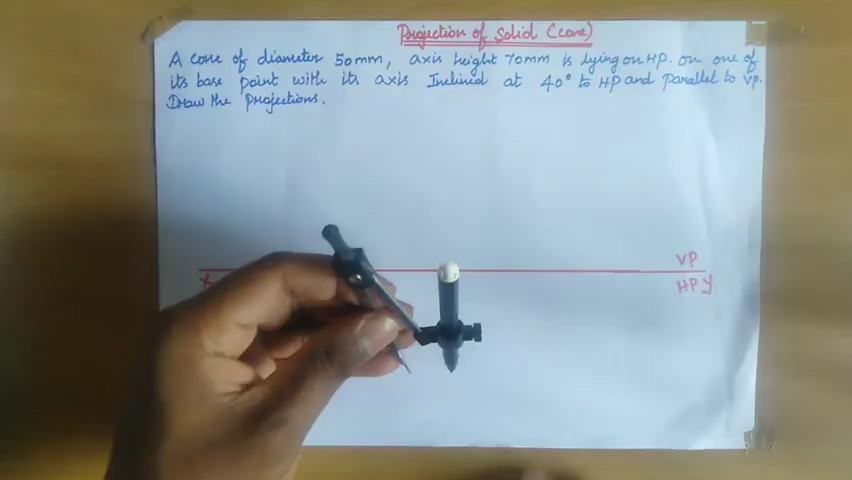 Projection of Solid (cone)
A cone of diameter 50mm, axis height 70mm is lying on HP. on one of
its base point with its axis Inclined at 40° to HP and parallel to VP.
Draw the projections.
VP
X
HP Y